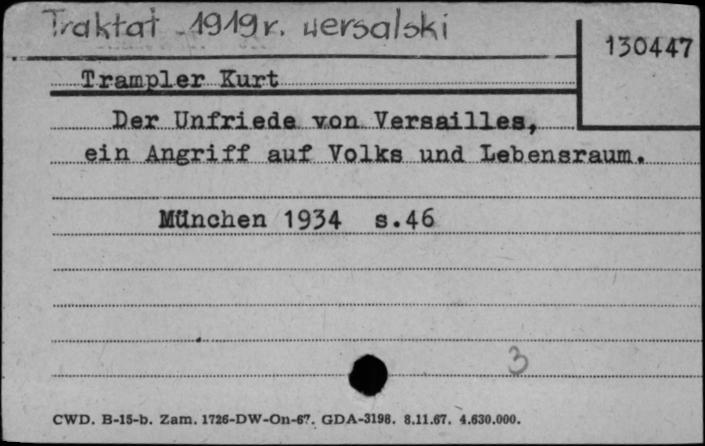 Traktat 1919 r. wersalski
130447
Trampler Kurt
Der Unfriede von Versailles,
ein Angriff auf Volks und Lebensraum.
München 1934 s.46
3
CWD. B-15-b. Zam. 1726-DW-On-67. GDA-3198. 8.11.67. 4.630.000.